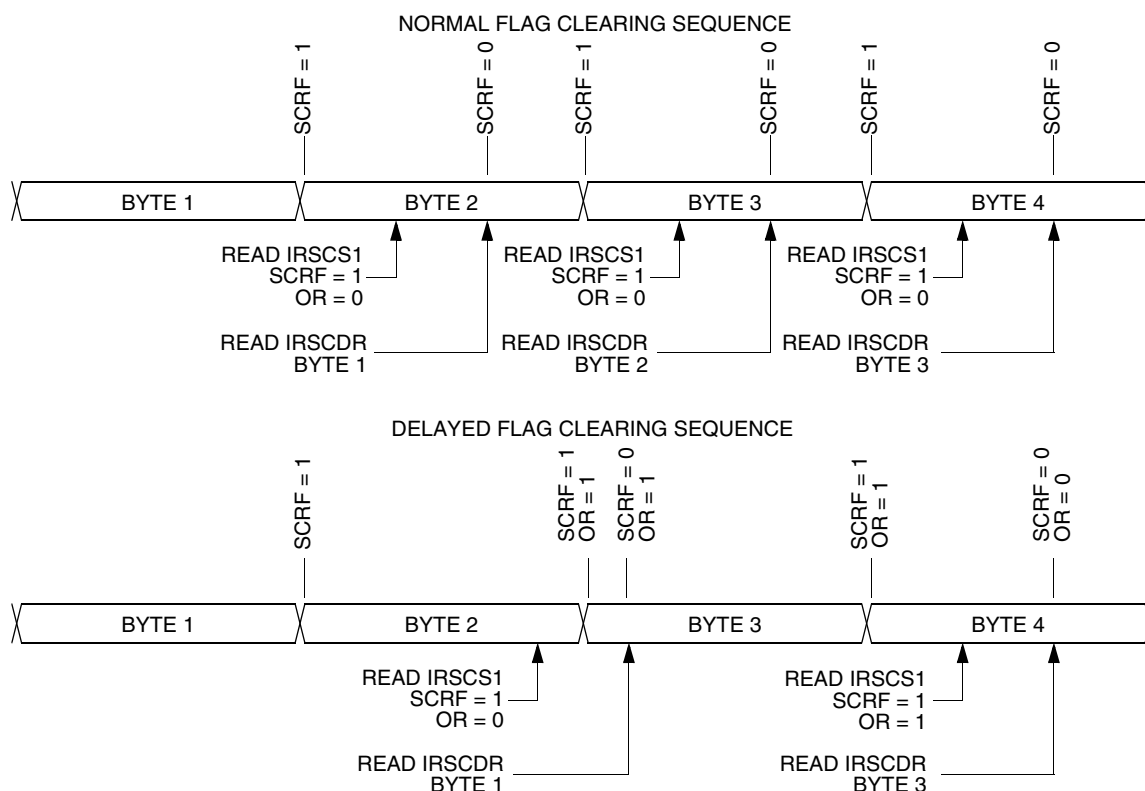 NORMAL FLAG CLEARING SEQUENCE
SCRF = 1
SCRF = 0
SCRF = 1
SCRF = 0
SCRF = 1
SCRF = 0
BYTE 1
BYTE 2
BYTE 3
BYTE 4
READ IRSCS1
SCRF = 1
OR = 0
READ IRSCS1
SCRF = 1
OR = 0
READ IRSCS1
SCRF = 1
OR = 0
READ IRSCDR
BYTE 1
READ IRSCDR
BYTE 2
READ IRSCDR
BYTE 3
DELAYED FLAG CLEARING SEQUENCE
SCRF = 1
SCRF = 1
OR = 1
SCRF = 0
OR = 1
SCRF = 1
OR = 1
SCRF = 0
OR = 0
BYTE 1
BYTE 2
BYTE 3
BYTE 4
READ IRSCS1
SCRF = 1
OR = 0
READ IRSCS1
SCRF = 1
OR = 1
READ IRSCDR
BYTE 1
READ IRSCDR
BYTE 3